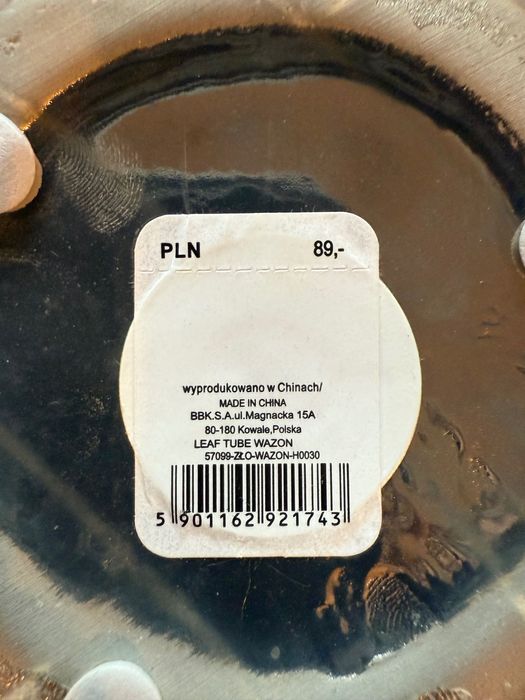 PLN 89,-
wyprodukowano w Chinach/
MADE IN CHINA
BBK.S.A.ul.Magnacka 15A
80-180 Kowale,Polska
LEAF TUBE WAZON
57099-ZŁO-WAZON-H0030
5 901162 921743